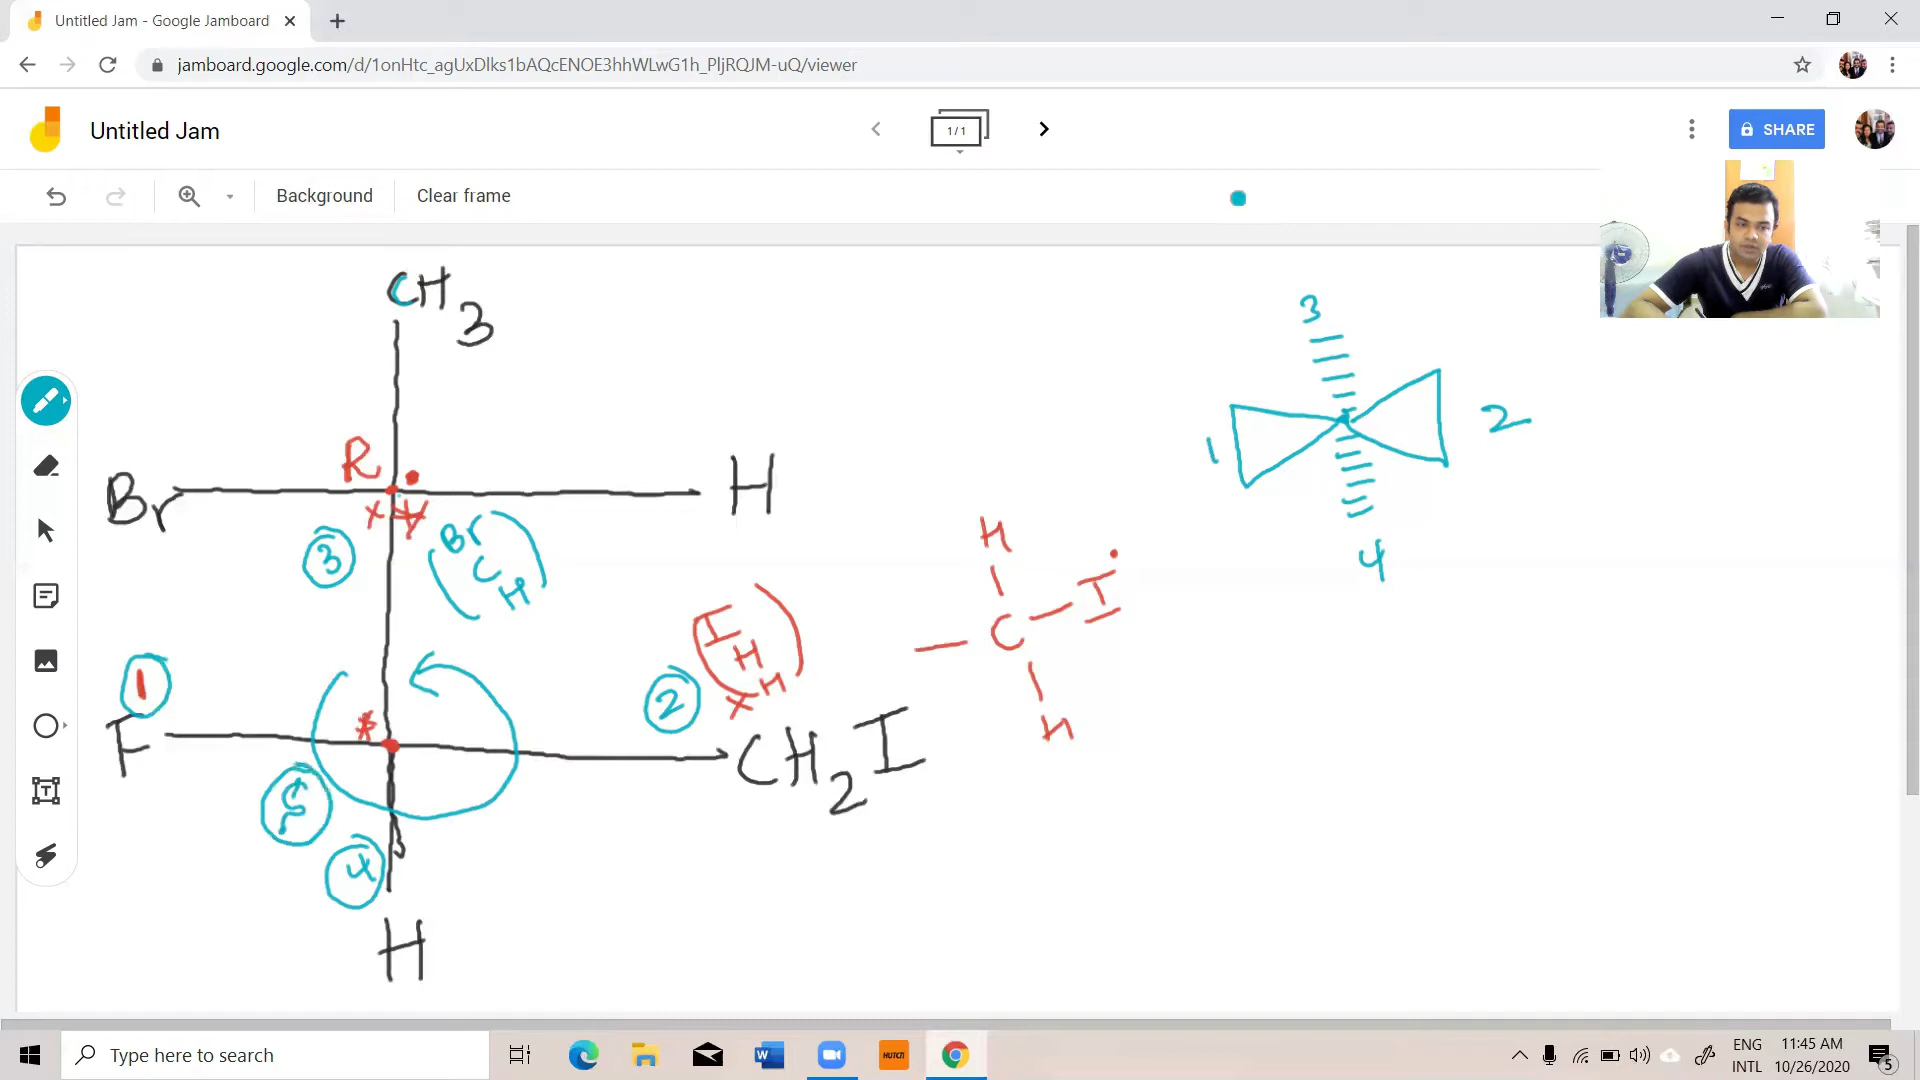 Untitled Jam - Google Jamboard
jamboard.google.com/d/1onHtc_agUxDlks1bAQcENOE3hhWLwG1h_PljRQJM-uQ/viewer
Untitled Jam
1/1
SHARE
Background
Clear frame
CH3
3
1
2
R
Br
H
x
3
Br
C
H
4
H
I
C
I
H
H
1
2
H
x
F
*
CH2I
S
4
H
Type here to search
W
HUTCH
ENG
INTL
11:45 AM
10/26/2020
5